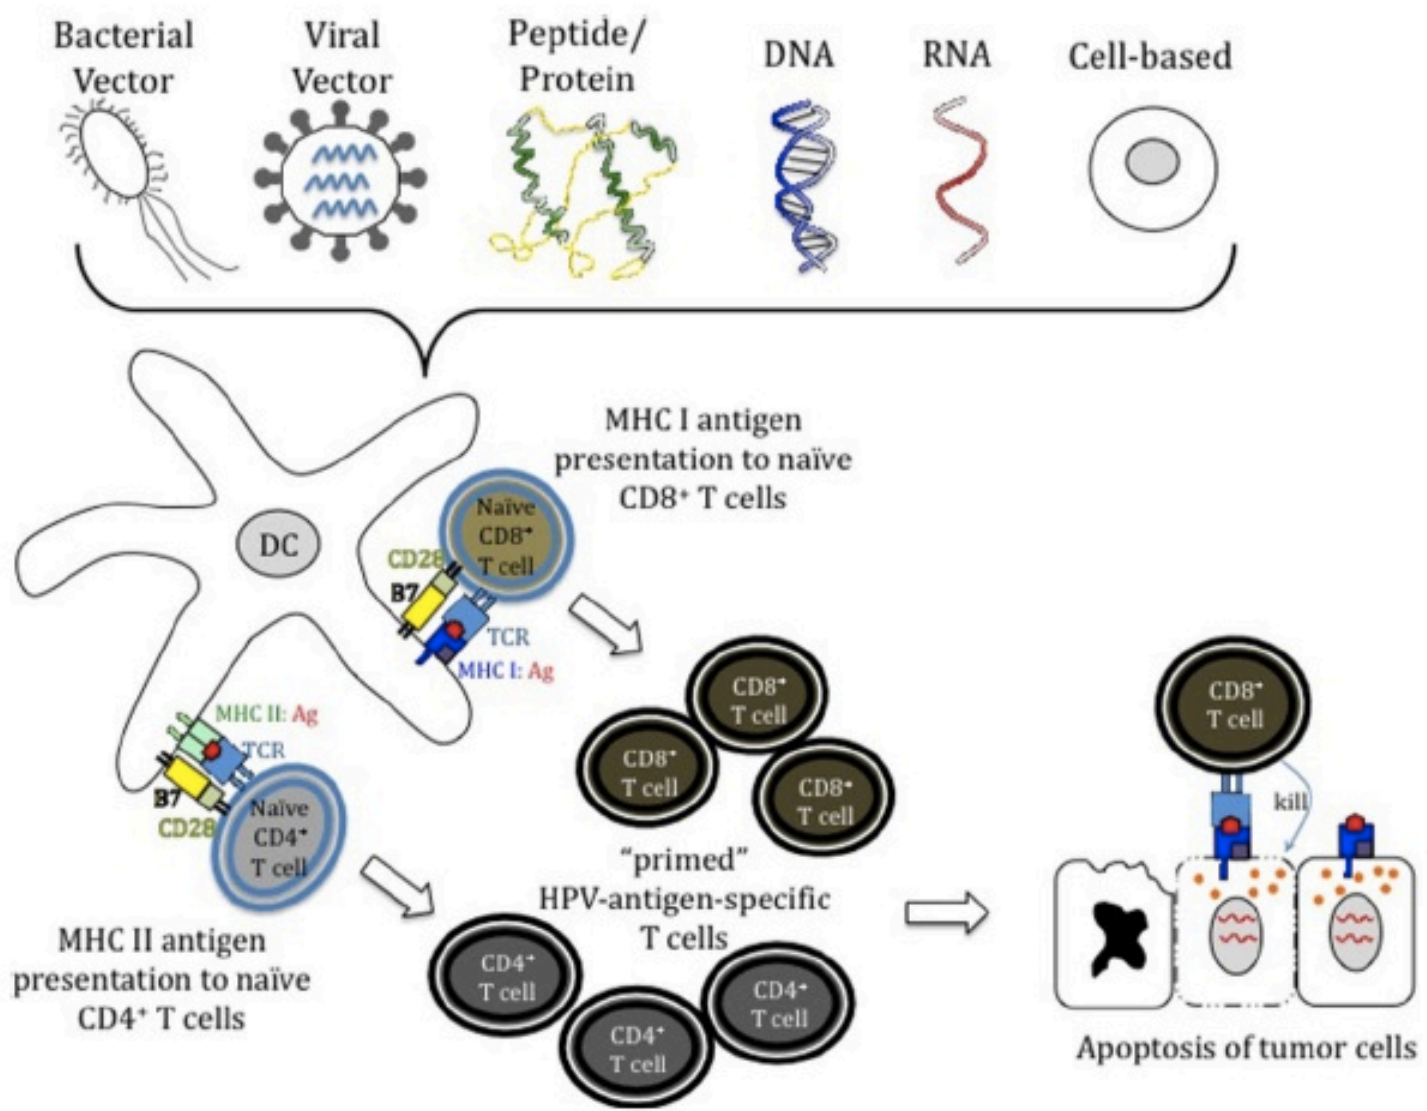 Bacterial
Vector
Viral
Vector
Peptide/
Protein
DNA
RNA
Cell-based
MHC I antigen
presentation to naïve
CD8⁺ T cells
DC
Naïve
CD8⁺
T cell
CD28
B7
TCR
MHC I: Ag
MHC II: Ag
TCR
B7
CD28
Naïve
CD4⁺
T cell
MHC II antigen
presentation to naïve
CD4⁺ T cells
CD8⁺
T cell
CD8⁺
T cell
CD8⁺
T cell
“primed”
HPV-antigen-specific
T cells
CD4⁺
T cell
CD4⁺
T cell
CD4⁺
T cell
CD8⁺
T cell
kill
Apoptosis of tumor cells